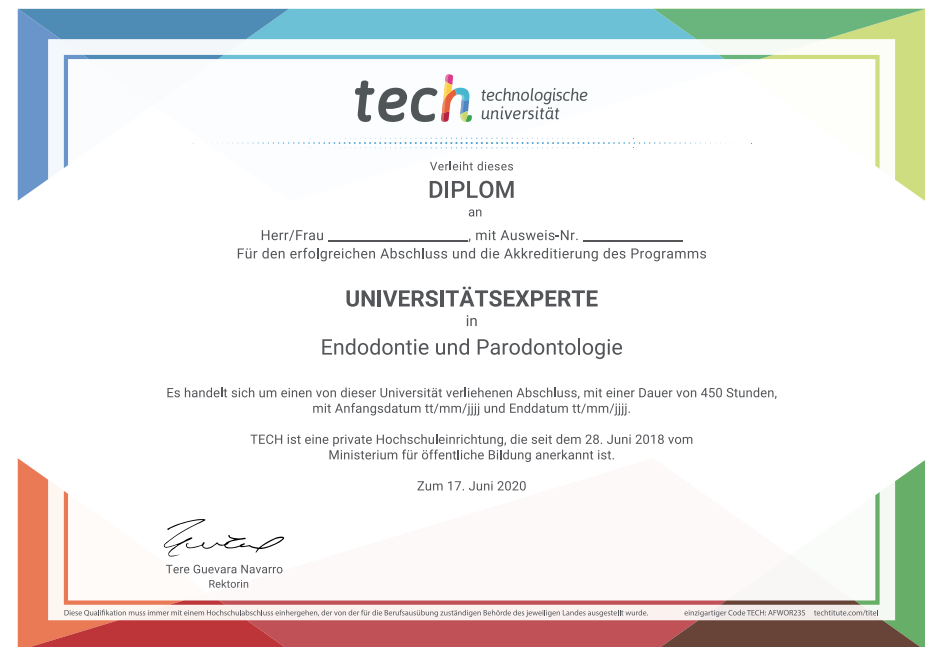 tech technologische
universität
Verleiht dieses
DIPLOM
an
Herr/Frau ____________________, mit Ausweis-Nr. ______________
Für den erfolgreichen Abschluss und die Akkreditierung des Programms
UNIVERSITÄTSEXPERTE
in
Endodontie und Parodontologie
Es handelt sich um einen von dieser Universität verliehenen Abschluss, mit einer Dauer von 450 Stunden,
mit Anfangsdatum tt/mm/jjjj und Enddatum tt/mm/jjjj.
TECH ist eine private Hochschuleinrichtung, die seit dem 28. Juni 2018 vom
Ministerium für öffentliche Bildung anerkannt ist.
Zum 17. Juni 2020
Tere Guevara Navarro
Rektorin
Diese Qualifikation muss immer mit einem Hochschulabschluss einhergehen, der von der für die Berufsausübung zuständigen Behörde des jeweiligen Landes ausgestellt wurde. einzigartiger Code TECH: AFWOR235 techtitute.com/titel